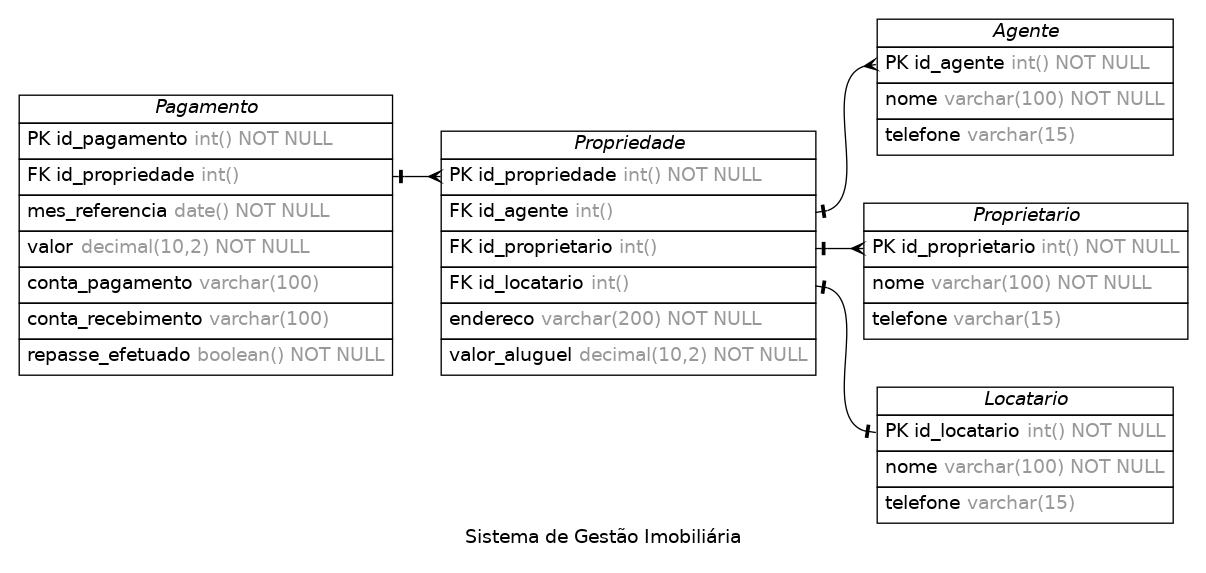 Pagamento
PK id_pagamento int() NOT NULL
FK id_propriedade int()
mes_referencia date() NOT NULL
valor decimal(10,2) NOT NULL
conta_pagamento varchar(100)
conta_recebimento varchar(100)
repasse_efetuado boolean() NOT NULL
Propriedade
PK id_propriedade int() NOT NULL
FK id_agente int()
FK id_proprietario int()
FK id_locatario int()
endereco varchar(200) NOT NULL
valor_aluguel decimal(10,2) NOT NULL
Agente
PK id_agente int() NOT NULL
nome varchar(100) NOT NULL
telefone varchar(15)
Proprietario
PK id_proprietario int() NOT NULL
nome varchar(100) NOT NULL
telefone varchar(15)
Locatario
PK id_locatario int() NOT NULL
nome varchar(100) NOT NULL
telefone varchar(15)
Sistema de Gestão Imobiliária